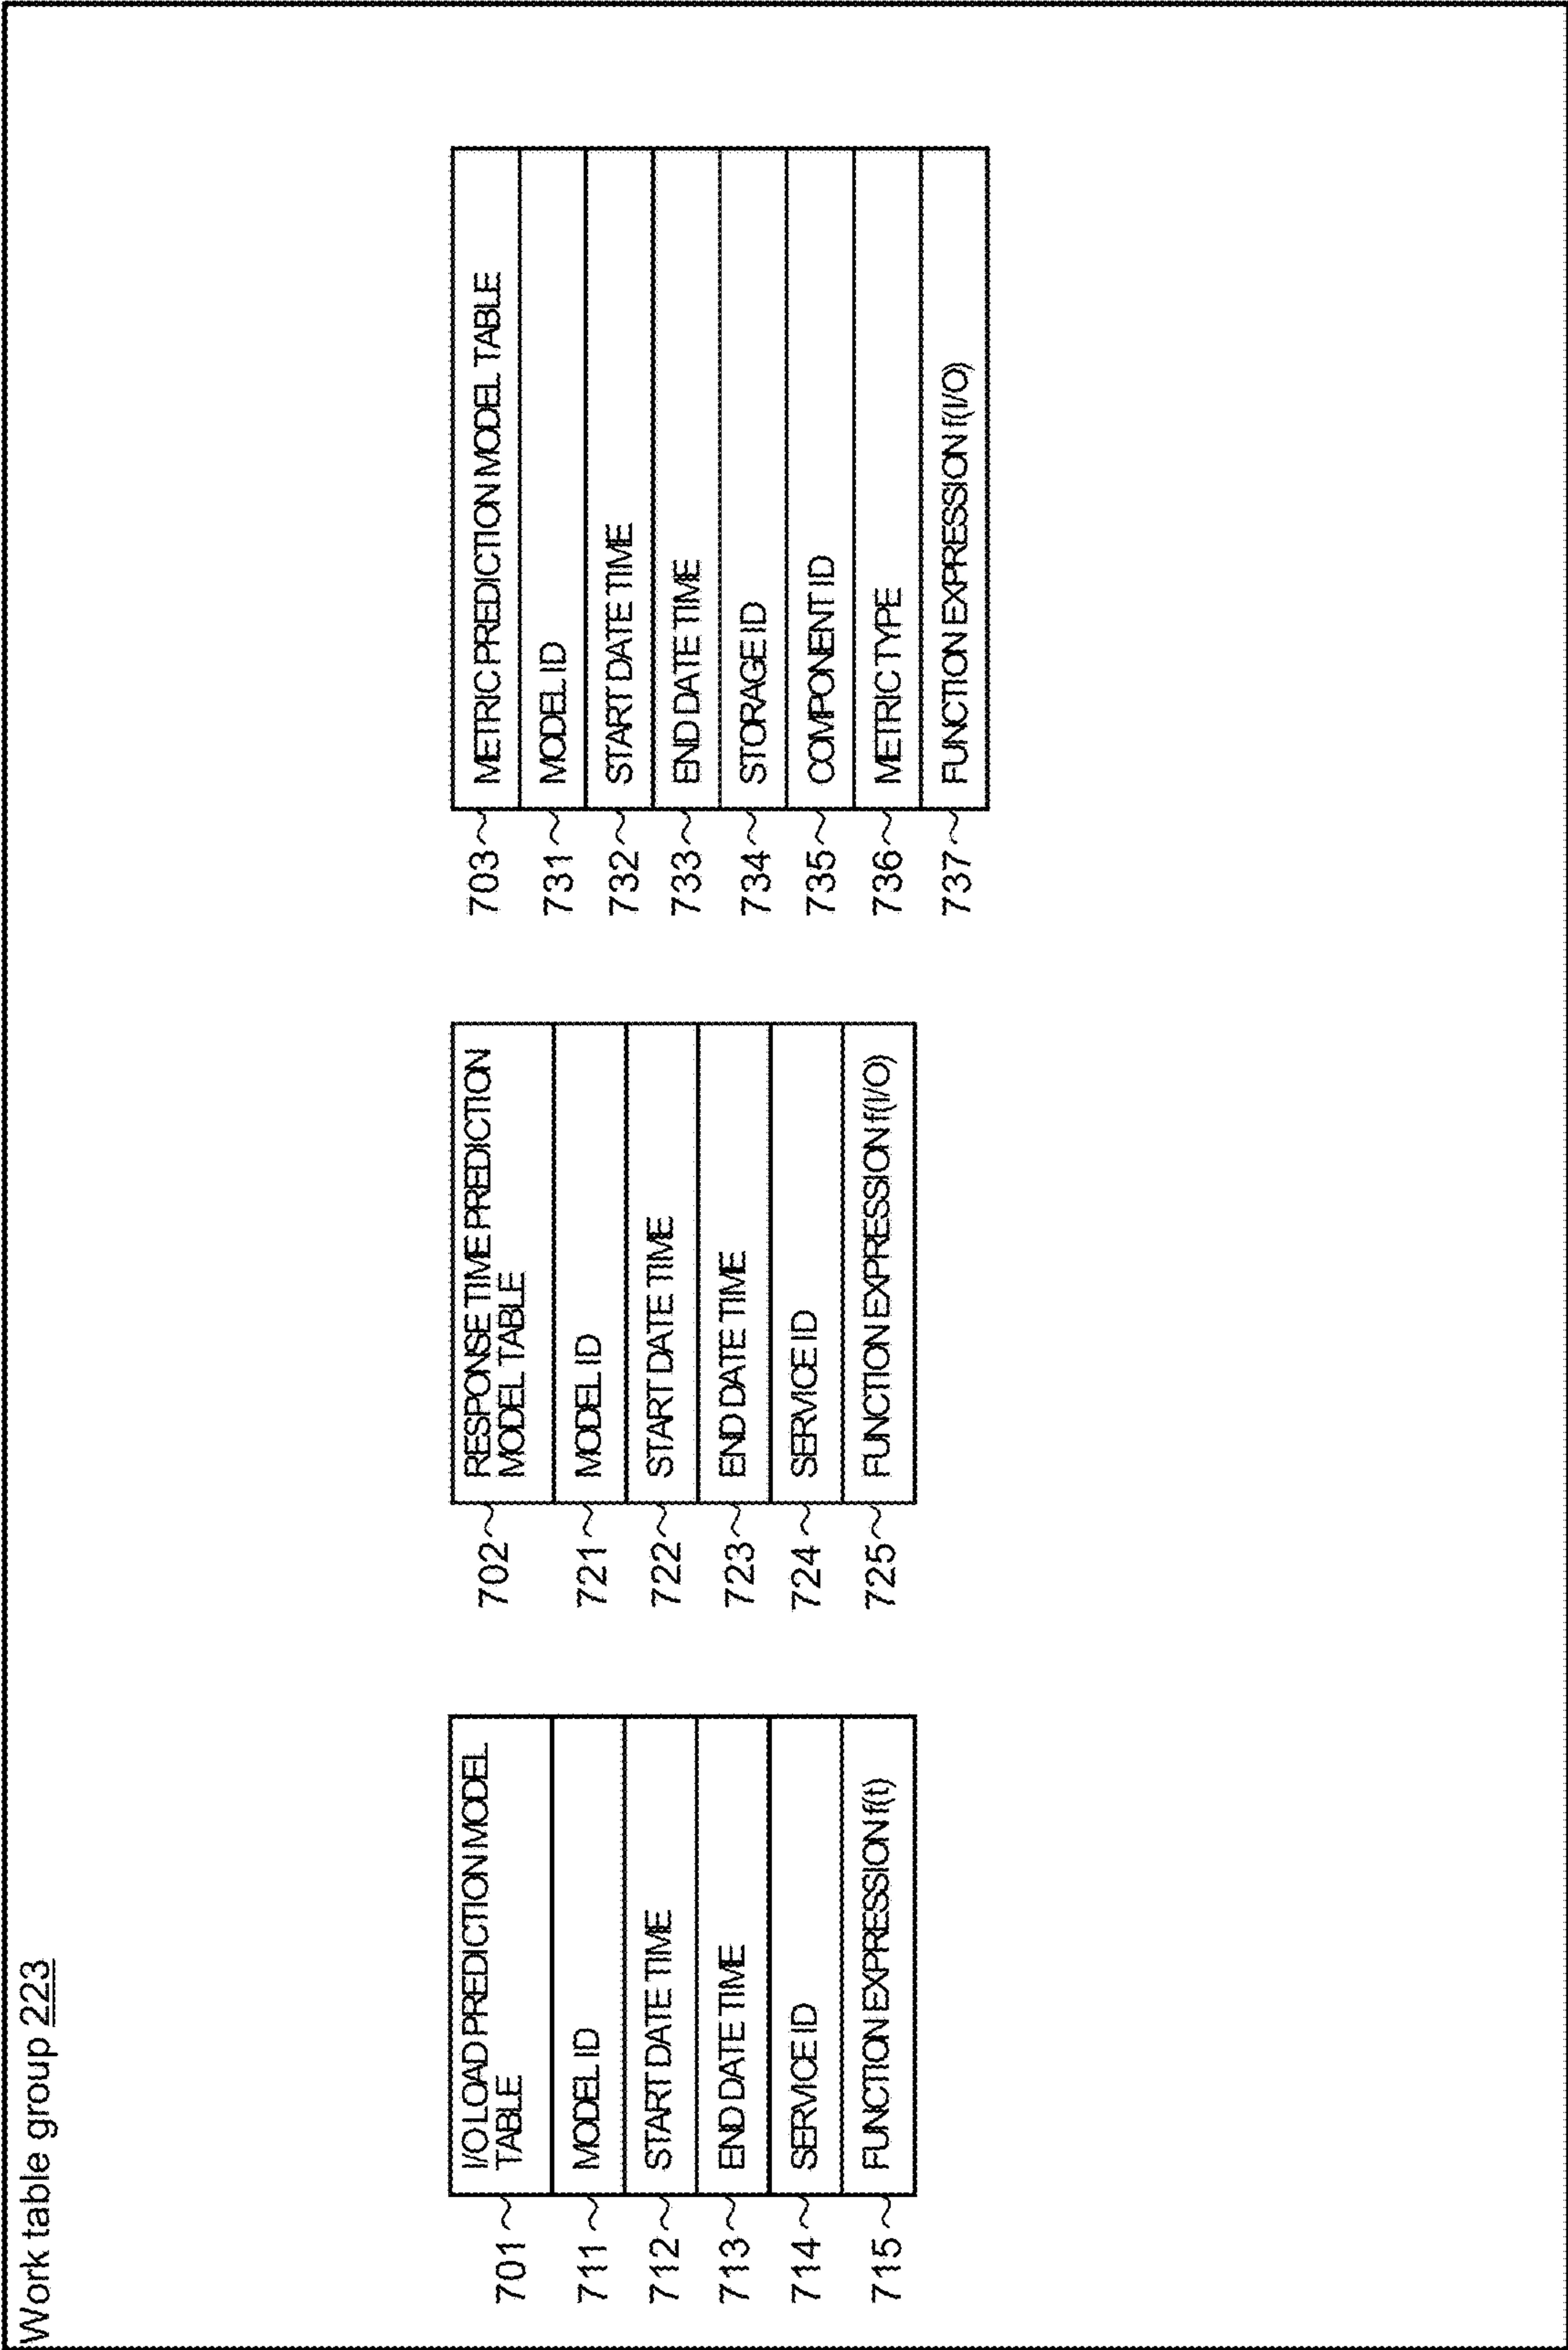 Work table group 223
701
I/O LOAD PREDICTION MODEL
TABLE
711
MODEL ID
712
START DATE TIME
713
END DATE TIME
714
SERVICE ID
715
FUNCTION EXPRESSION f(t)
702
RESPONSE TIME PREDICTION
MODEL TABLE
721
MODEL ID
722
START DATE TIME
723
END DATE TIME
724
SERVICE ID
725
FUNCTION EXPRESSION f(I/O)
703
METRIC PREDICTION MODEL TABLE
731
MODEL ID
732
START DATE TIME
733
END DATE TIME
734
STORAGE ID
735
COMPONENT ID
736
METRIC TYPE
737
FUNCTION EXPRESSION f(I/O)